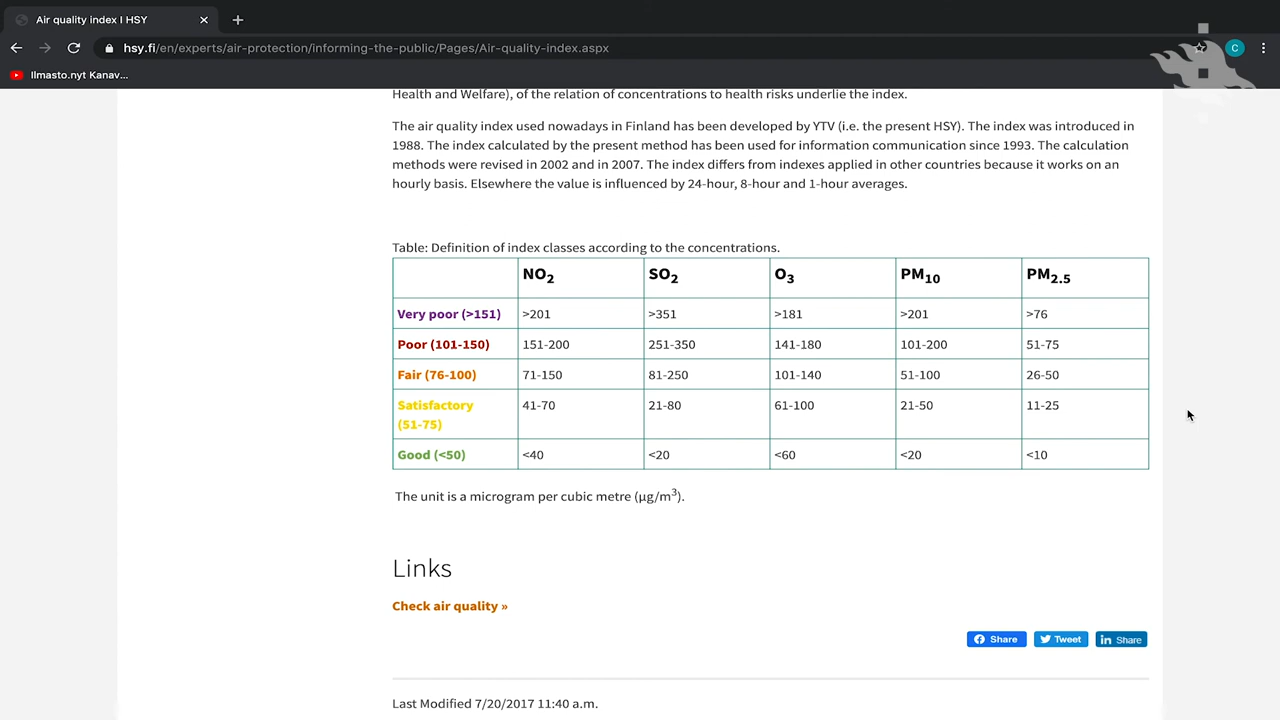 Air quality index I HSY
hsy.fi/en/experts/air-protection/informing-the-public/Pages/Air-quality-index.aspx
C
Ilmasto.nyt Kanav...
Health and Welfare), of the relation of concentrations to health risks underlie the index.
The air quality index used nowadays in Finland has been developed by YTV (i.e. the present HSY). The index was introduced in
1988. The index calculated by the present method has been used for information communication since 1993. The calculation
methods were revised in 2002 and in 2007. The index differs from indexes applied in other countries because it works on an
hourly basis. Elsewhere the value is influenced by 24-hour, 8-hour and 1-hour averages.
Table: Definition of index classes according to the concentrations.
NO2 SO2 O3 PM10 PM2.5
Very poor (>151) >201 >351 >181 >201 >76
Poor (101-150) 151-200 251-350 141-180 101-200 51-75
Fair (76-100) 71-150 81-250 101-140 51-100 26-50
Satisfactory 41-70 21-80 61-100 21-50 11-25
(51-75)
Good (<50) <40 <20 <60 <20 <10
The unit is a microgram per cubic metre (µg/m³).
Links
Check air quality »
Share Tweet in Share
Last Modified 7/20/2017 11:40 a.m.